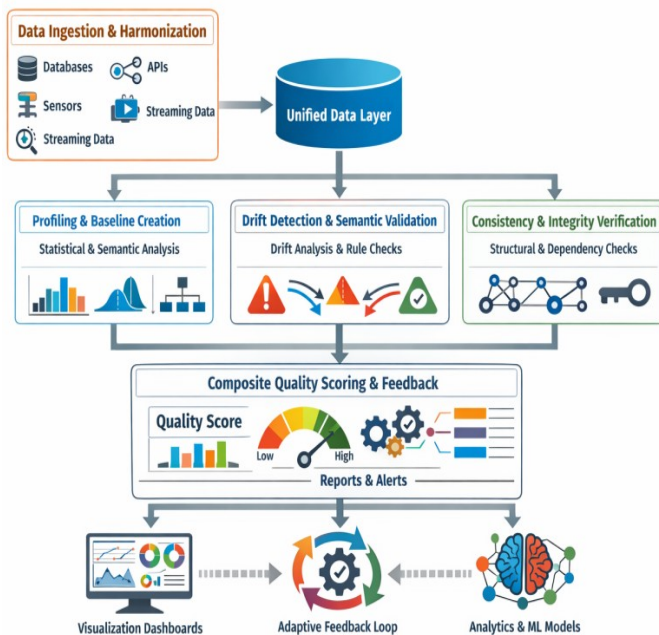 Data Ingestion & Harmonization
Databases
APIs
Sensors
Streaming Data
Streaming Data
Unified Data Layer
Profiling & Baseline Creation
Statistical & Semantic Analysis
Drift Detection & Semantic Validation
Drift Analysis & Rule Checks
Consistency & Integrity Verification
Structural & Dependency Checks
Composite Quality Scoring & Feedback
Quality Score
Low
High
Reports & Alerts
Visualization Dashboards
Adaptive Feedback Loop
Analytics & ML Models